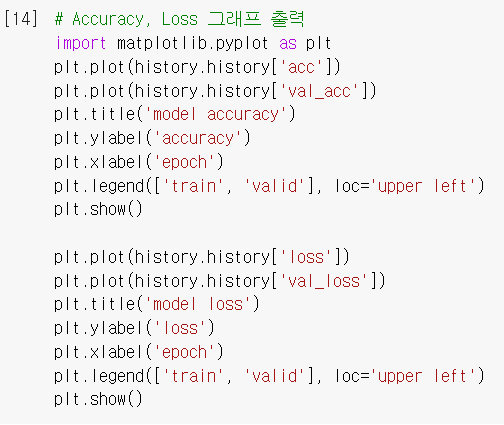 [14] # Accuracy, Loss 그래프 출력
import matplotlib.pyplot as plt
plt.plot(history.history['acc'])
plt.plot(history.history['val_acc'])
plt.title('model accuracy')
plt.ylabel('accuracy')
plt.xlabel('epoch')
plt.legend(['train', 'valid'], loc='upper left')
plt.show()

plt.plot(history.history['loss'])
plt.plot(history.history['val_loss'])
plt.title('model loss')
plt.ylabel('loss')
plt.xlabel('epoch')
plt.legend(['train', 'valid'], loc='upper left')
plt.show()